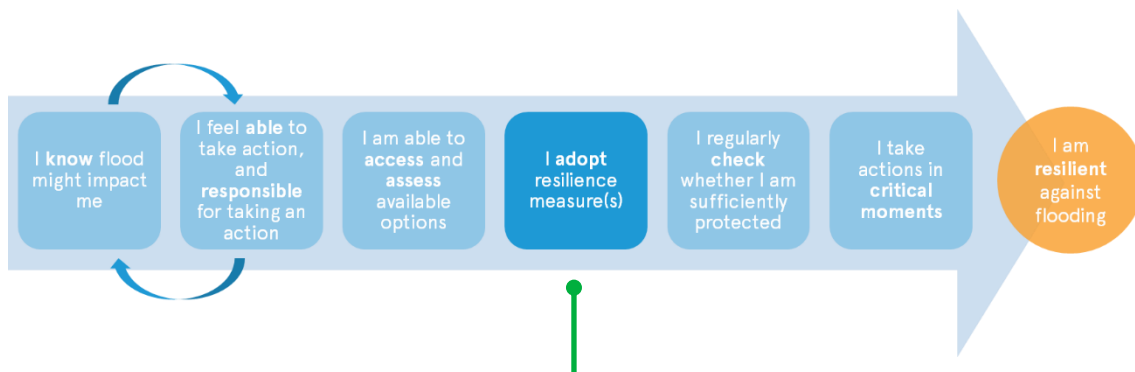 I know flood
might impact
me
I feel able to
take action,
and
responsible
for taking an
action
I am able to
access and
assess
available
options
I adopt
resilience
measure(s)
I regularly
check
whether I am
sufficiently
protected
I take
actions in
critical
moments
I am
resilient
against
flooding